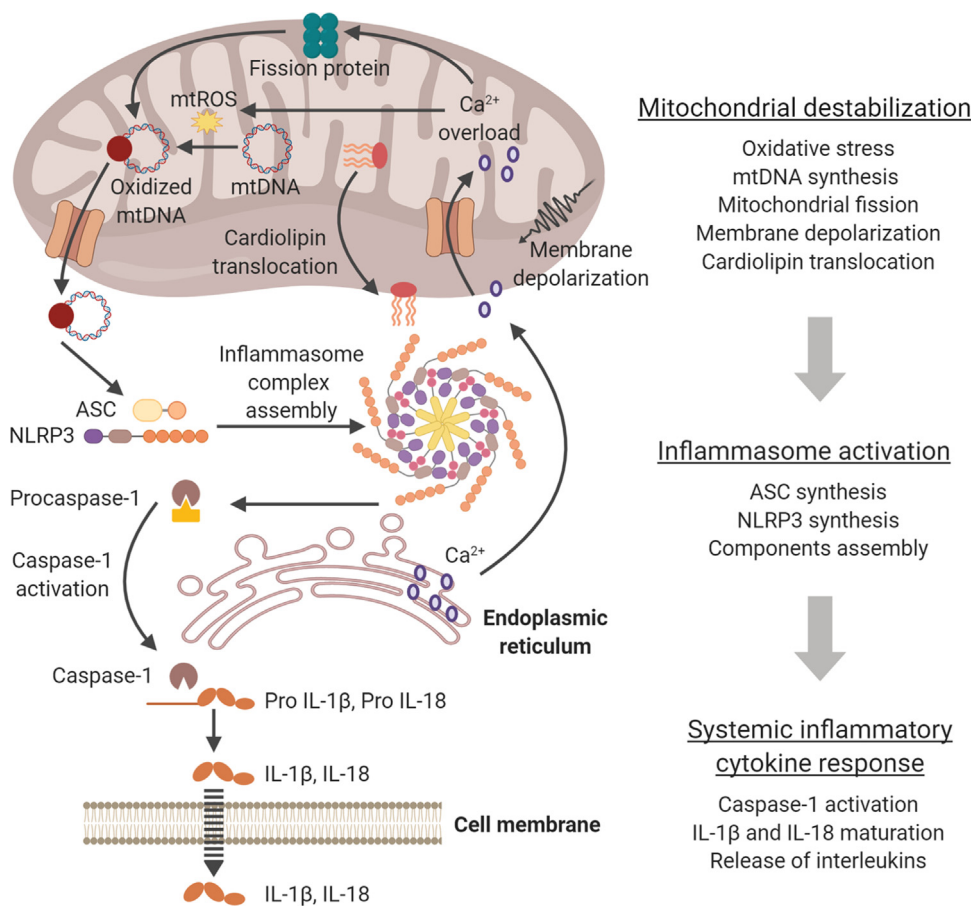 Fission protein
mtROS
Ca²⁺
overload
Oxidized
mtDNA
mtDNA
Cardiolipin
translocation
Membrane
depolarization
Inflammasome
complex
assembly
ASC
NLRP3
Procaspase-1
Caspase-1
activation
Ca²⁺
Endoplasmic
reticulum
Caspase-1
Pro IL-1β, Pro IL-18
IL-1β, IL-18
Cell membrane
IL-1β, IL-18
Mitochondrial destabilization
Oxidative stress
mtDNA synthesis
Mitochondrial fission
Membrane depolarization
Cardiolipin translocation
Inflammasome activation
ASC synthesis
NLRP3 synthesis
Components assembly
Systemic inflammatory
cytokine response
Caspase-1 activation
IL-1β and IL-18 maturation
Release of interleukins